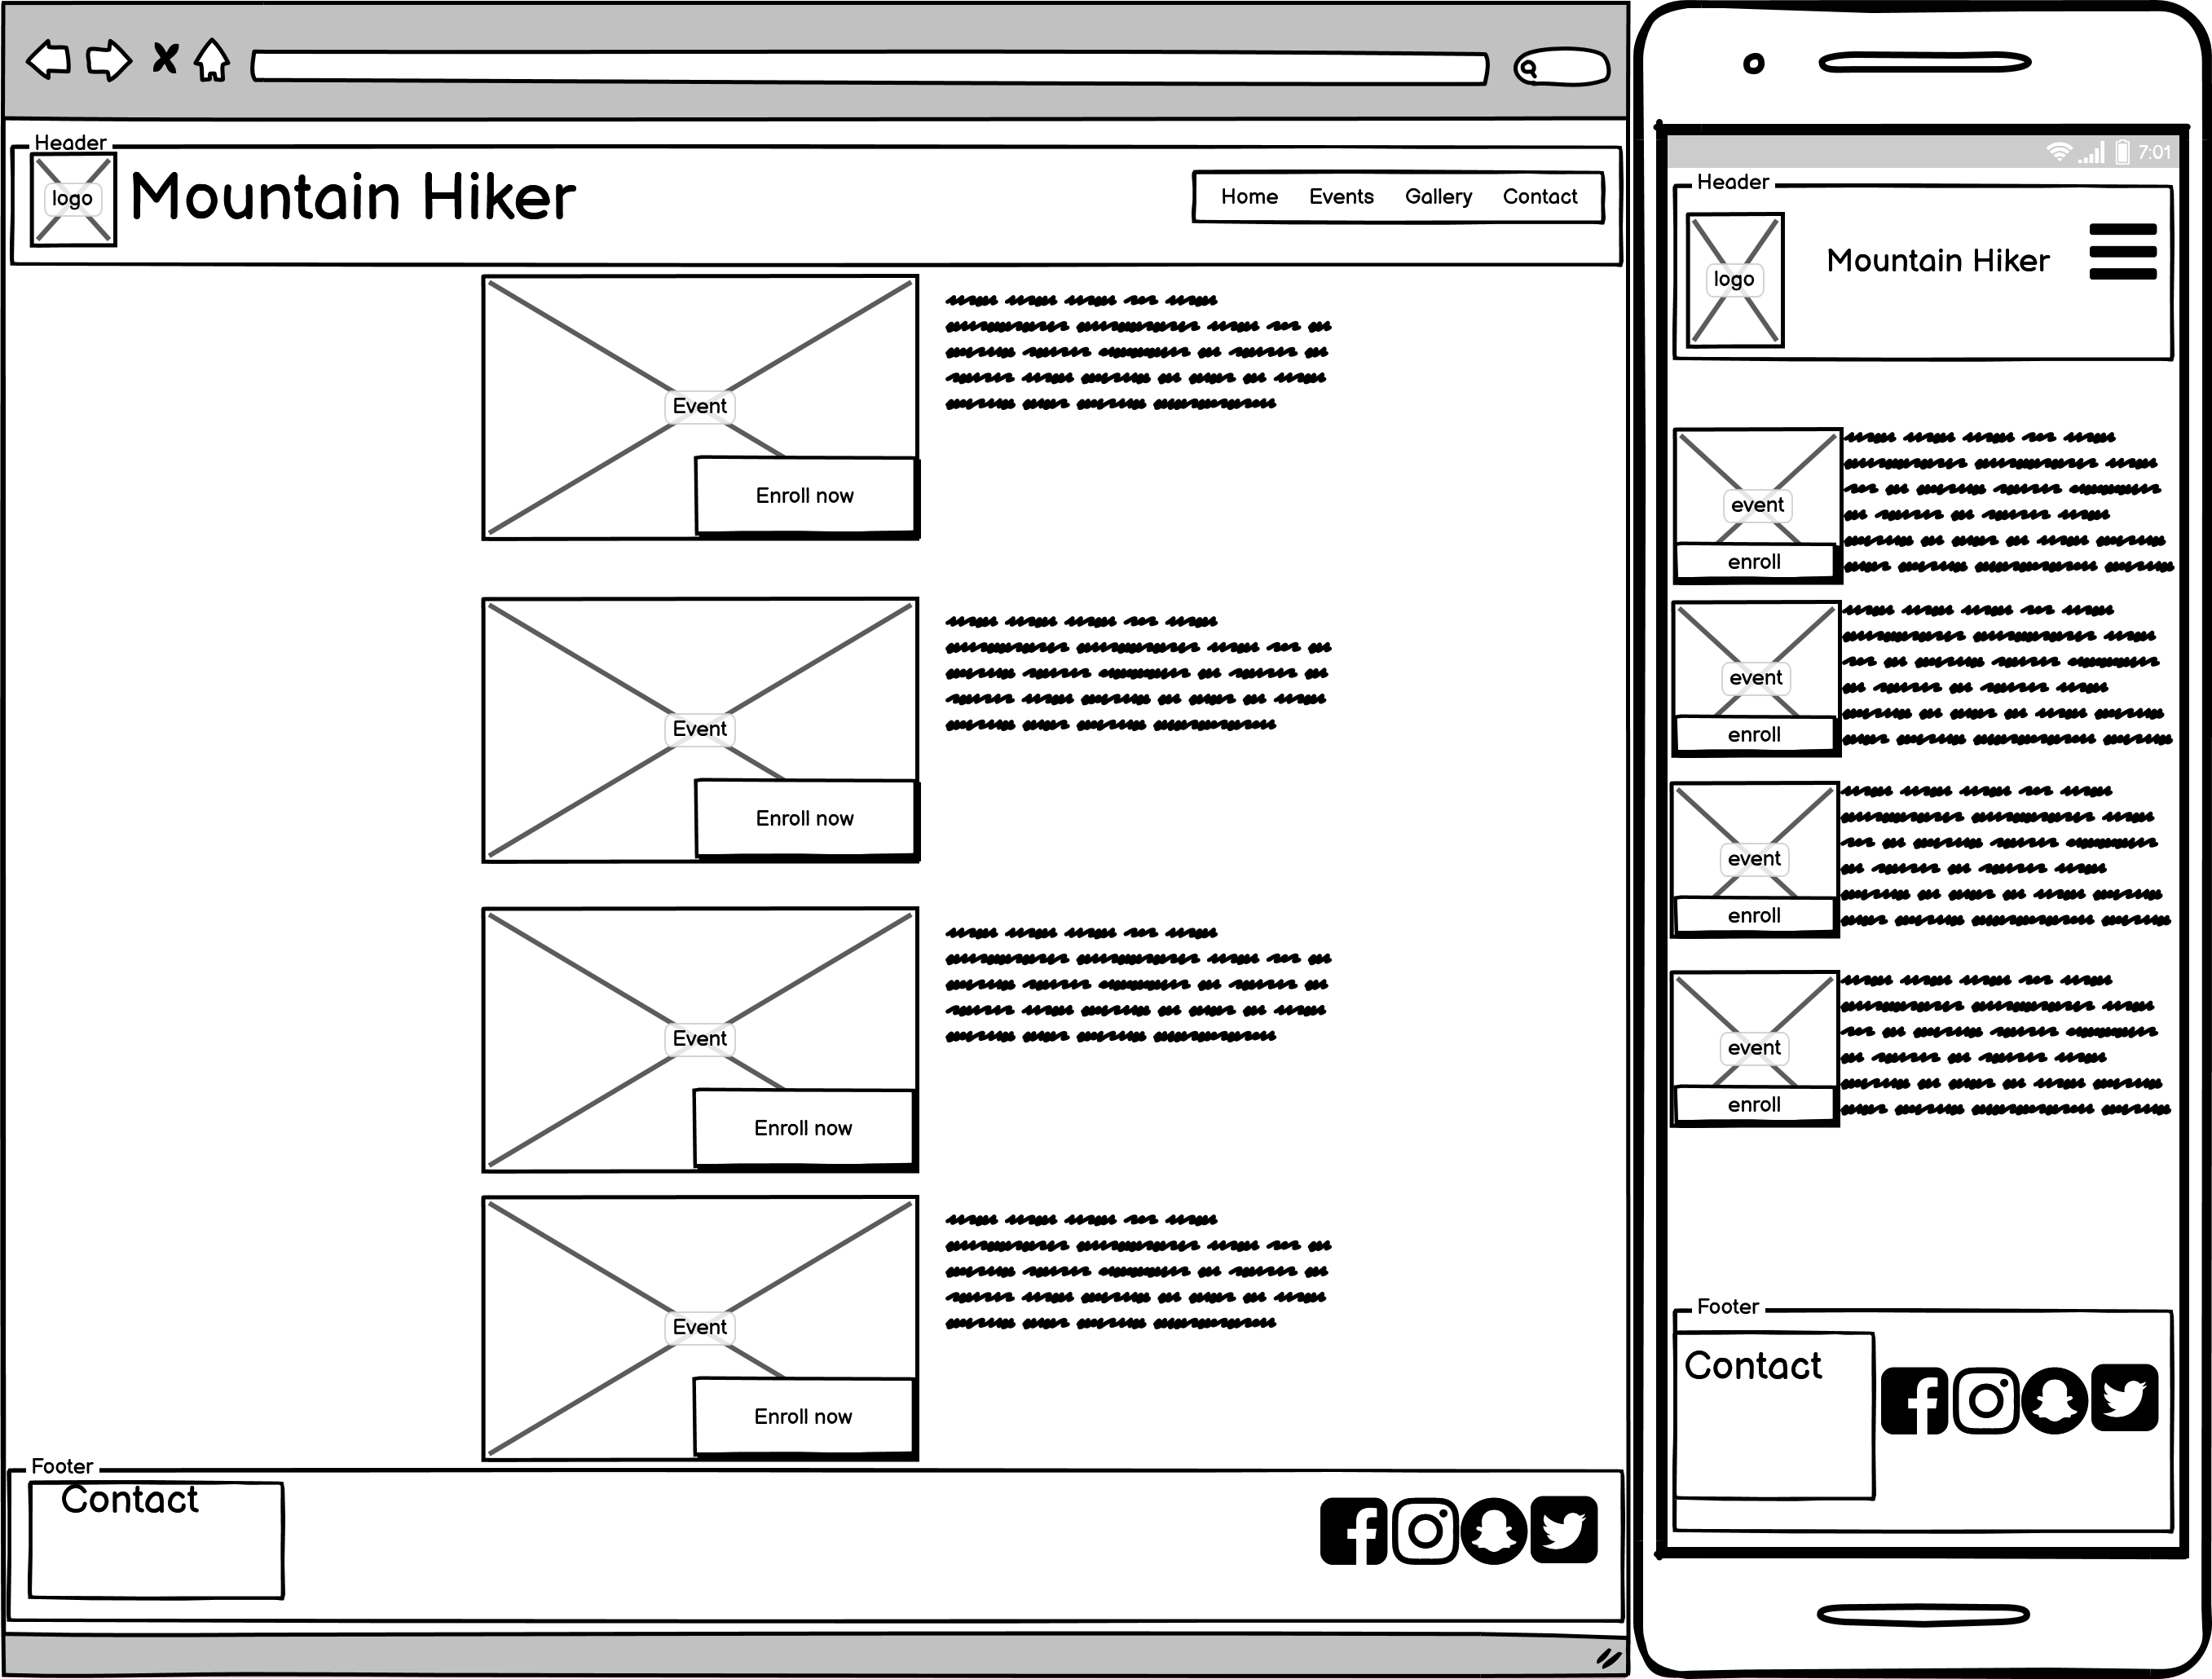 Header
logo
Mountain Hiker
Home Events Gallery Contact
Event
Enroll now
Event
Enroll now
Event
Enroll now
Event
Enroll now
Footer
Contact
7:01
Header
logo
Mountain Hiker
event
enroll
event
enroll
event
enroll
event
enroll
Footer
Contact